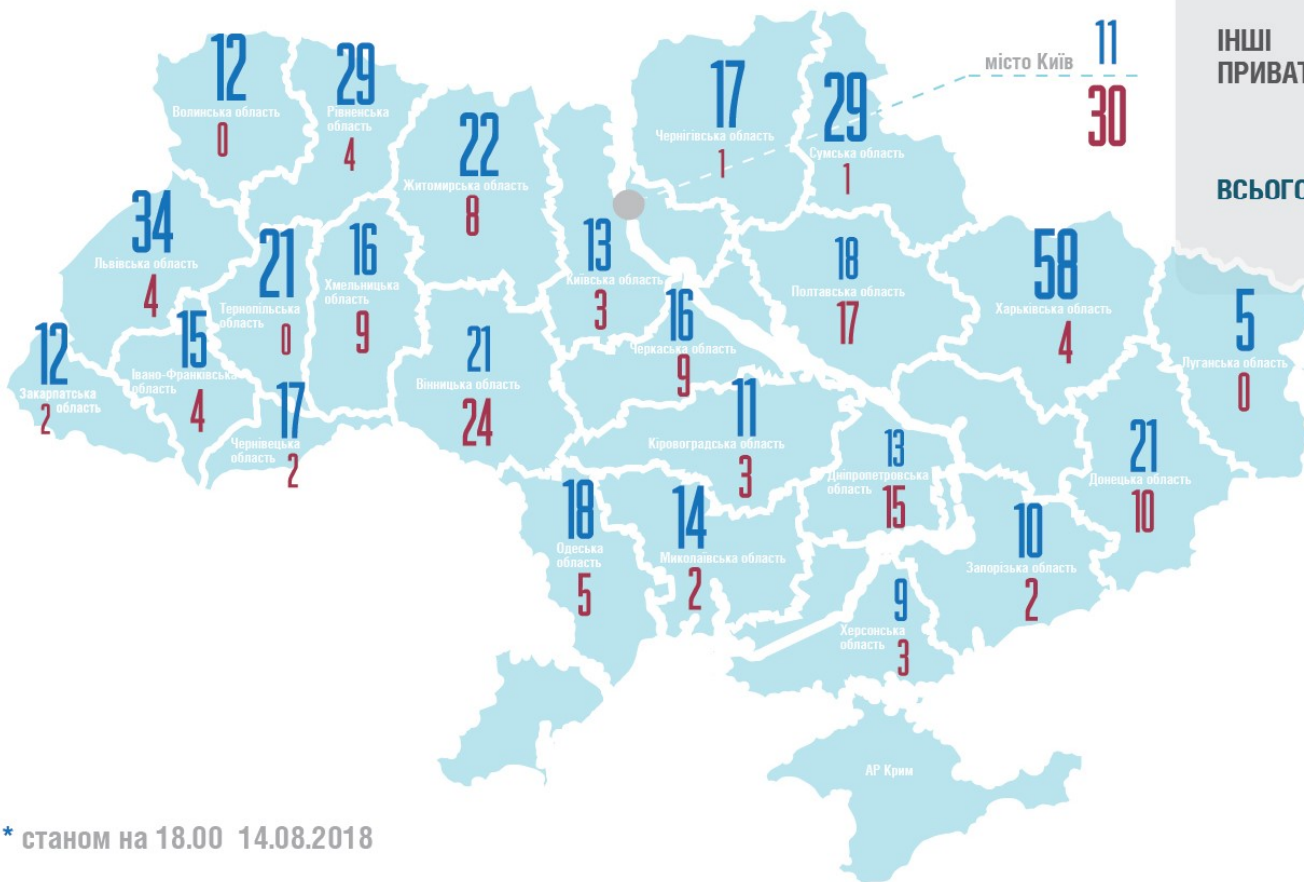 ІНШІ
ПРИВАТ
ВСЬОГО
місто Київ
11
30
12
Волинська область
0
29
Рівненська
область
4
22
Житомирська область
8
17
Чернігівська область
1
29
Сумська область
1
34
Львівська область
4
21
Тернопільська
область
0
16
Хмельницька
область
9
13
Київська область
3
18
Полтавська область
17
58
Харьківська область
4
5
Луганська область
0
12
Закарпатська
область
2
15
Івано-Франківська
область
4
17
Чернівецька
область
2
21
Вінницька область
24
16
Черкаська область
9
11
Кіровоградська область
3
13
Дніпропетровська
область
15
21
Донецька область
10
18
Одеська
область
5
14
Миколаївська область
2
10
Запорізька область
2
9
Херсонська
область
3
АР Крим
* станом на 18.00 14.08.2018